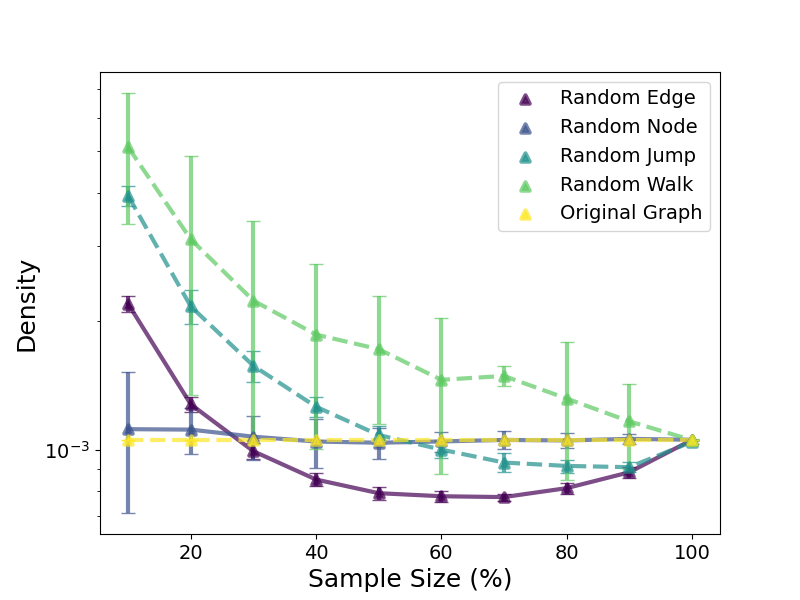 Random Edge
Random Node
Random Jump
Random Walk
Original Graph
Density
10⁻³
20
40
60
80
100
Sample Size (%)